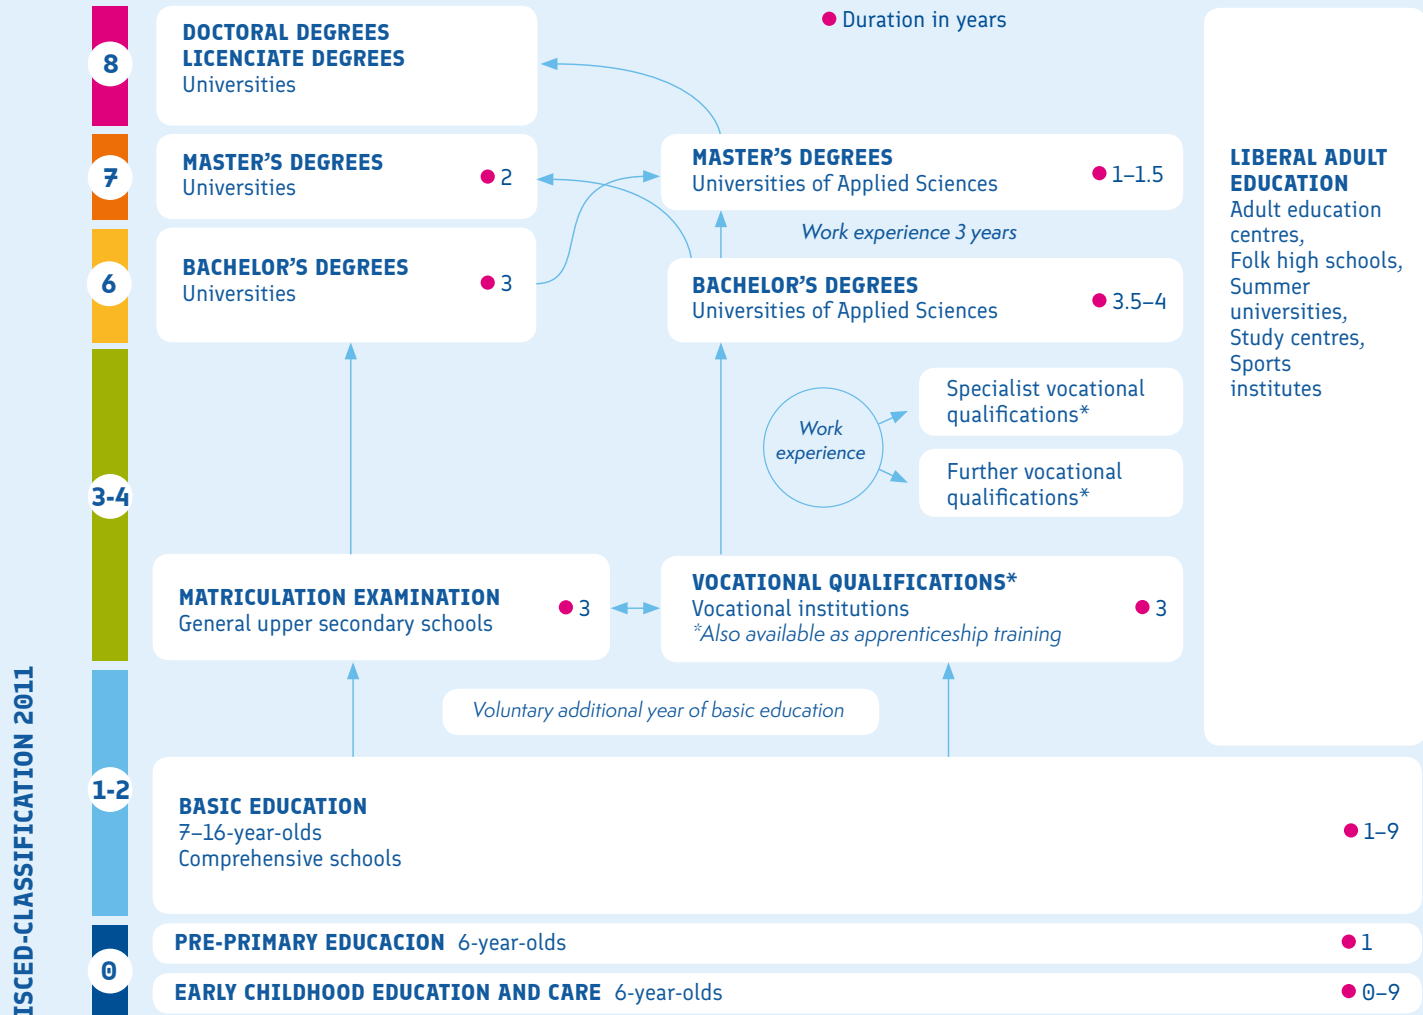 Duration in years
8
DOCTORAL DEGREES
LICENCIATE DEGREES
Universities
7
MASTER'S DEGREES
Universities
2
MASTER'S DEGREES
Universities of Applied Sciences
1–1.5
Work experience 3 years
6
BACHELOR'S DEGREES
Universities
3
BACHELOR'S DEGREES
Universities of Applied Sciences
3.5–4
3-4
Work
experience
Specialist vocational
qualifications*
Further vocational
qualifications*
MATRICULATION EXAMINATION
General upper secondary schools
3
VOCATIONAL QUALIFICATIONS*
Vocational institutions
*Also available as apprenticeship training
3
Voluntary additional year of basic education
1-2
BASIC EDUCATION
7–16-year-olds
Comprehensive schools
1–9
0
PRE-PRIMARY EDUCACION 6-year-olds
1
EARLY CHILDHOOD EDUCATION AND CARE 6-year-olds
0–9
LIBERAL ADULT
EDUCATION
Adult education
centres,
Folk high schools,
Summer
universities,
Study centres,
Sports
institutes
ISCED-CLASSIFICATION 2011